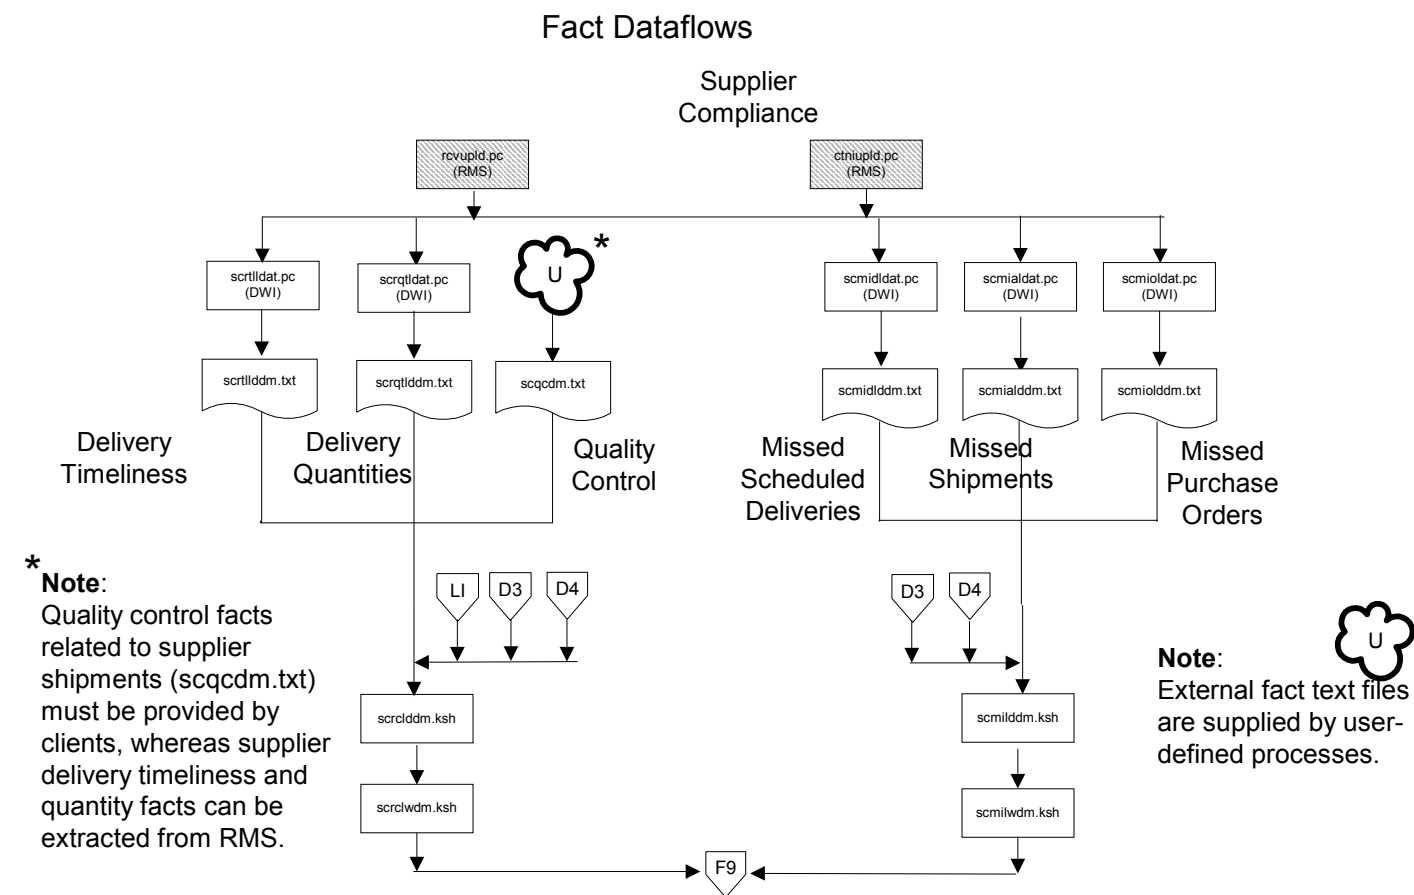 Fact Dataflows
Supplier
Compliance
rcvupld.pc
(RMS)
ctniupld.pc
(RMS)
scrtlldat.pc
(DWI)
scrqtldat.pc
(DWI)
U
*
scmidldat.pc
(DWI)
scmialdat.pc
(DWI)
scmioldat.pc
(DWI)
scrtllddm.txt
scrqtlddm.txt
scqcdm.txt
scmidlddm.txt
scmialddm.txt
scmiolddm.txt
Delivery
Timeliness
Delivery
Quantities
Quality
Control
Missed
Scheduled
Deliveries
Missed
Shipments
Missed
Purchase
Orders
*
Note:
Quality control facts
related to supplier
shipments (scqcdm.txt)
must be provided by
clients, whereas supplier
delivery timeliness and
quantity facts can be
extracted from RMS.
LI
D3
D4
D3
D4
U
Note:
External fact text files
are supplied by user-
defined processes.
scrclddm.ksh
scmilddm.ksh
scrclwdm.ksh
scmilwdm.ksh
F9